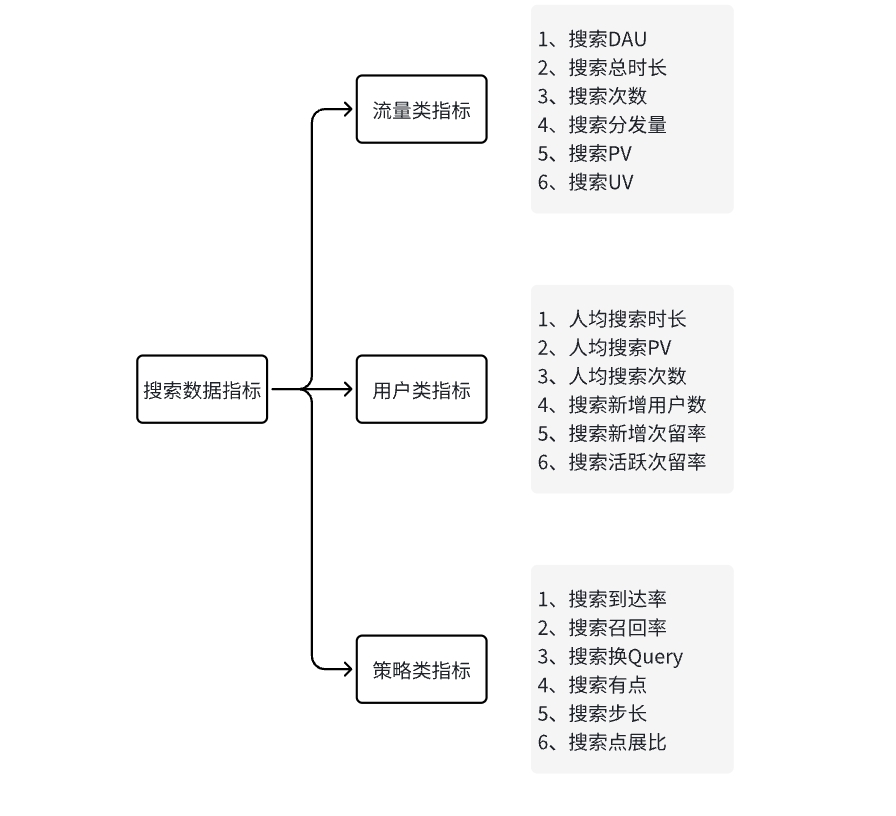 搜索数据指标
流量类指标
1、搜索DAU
2、搜索总时长
3、搜索次数
4、搜索分发量
5、搜索PV
6、搜索UV
用户类指标
1、人均搜索时长
2、人均搜索PV
3、人均搜索次数
4、搜索新增用户数
5、搜索新增次留率
6、搜索活跃次留率
策略类指标
1、搜索到达率
2、搜索召回率
3、搜索换Query
4、搜索有点
5、搜索步长
6、搜索点展比